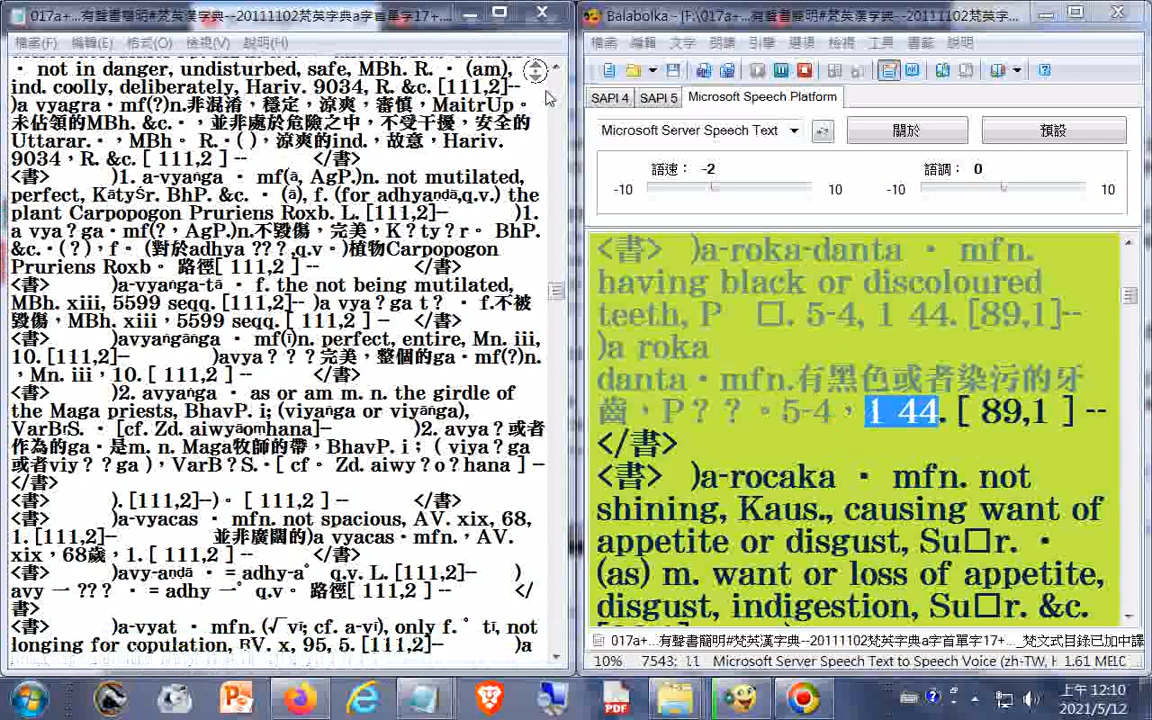 017a+...有聲書簡明#梵英漢字典--20111102梵英字典a字首單字17+...
檔案(F) 編輯(E) 格式(O) 檢視(V) 說明(H)
• not in danger, undisturbed, safe, MBh. R. • (am),
ind. coolly, deliberately, Hariv. 9034, R. &c. [111,2]--
)a vyagra・mf(?)n.非混淆，穩定，涼爽，審慎，MaitrUp。
未佔領的MBh. &c.・，並非處於危險之中，不受干擾，安全的
Uttarar.・，MBh。 R.・( )，涼爽的ind.，故意，Hariv.
9034，R. &c. [ 111,2 ] -- </書>
<書> )1. a-vyaṅga • mf(ā, AgP.)n. not mutilated,
perfect, KātyŚr. BhP. &c. • (ā), f. (for adhyaṇḍā,q.v.) the
plant Carpopogon Pruriens Roxb. L. [111,2]-- )1.
a vya?ga・mf(?，AgP.)n.不毀傷，完美，K?ty?r。 BhP.
&c.・(?)，f。 (對於adhya ???,q.v。)植物Carpopogon
Pruriens Roxb。 路徑[ 111,2 ] -- </書>
<書> )a-vyaṅga-tā • f. the not being mutilated,
MBh. xiii, 5599 seqq. [111,2]-- )a vya?ga t?・ f.不被
毀傷，MBh. xiii，5599 seqq. [ 111,2 ] -- </書>
<書> )avyaṅgāṅga • mf(ī)n. perfect, entire, Mn. iii,
10. [111,2]-- )avya???完美，整個的ga・mf(?)n.
，Mn. iii，10. [ 111,2 ] -- </書>
<書> )2. avyaṅga • as or am m. n. the girdle of
the Maga priests, BhavP. i; (viyaṅga or viyāṅga),
VarBṛS. • [cf. Zd. aiwyāoṃhana] )2. avya?或者
作為的ga・是m. n. Maga牧師的帶，BhavP. i；( viya?ga
或者viy??ga )，VarB?S.・[ cf。 Zd. aiwy?o?hana ] --
</書>
<書> ). [111,2]--)。[ 111,2 ] -- </書>
<書> )a-vyacas • mfn. not spacious, AV. xix, 68,
1. [111,2]-- 並非廣闊的)a vyacas・mfn.，AV.
xix，68歲，1. [ 111,2 ] -- </書>
<書> )avy-aṇḍā • = adhy-a° q.v. L. [111,2]-- )
avy 一 ???・= adhy 一° q.v。 路徑[ 111,2 ] -- </
書>
<書> )a-vyat • mfn. (√vī; cf. a-vī), only f. °tī, not
longing for copulation, RV. x, 95, 5. [111,2]-- )a
Balabolka - [F:\017a+...有聲書簡明#梵英漢字典--20111102梵英字...
檔案 編輯 文字 朗讀 引擎 選項 檢視 工具 書籤 說明
SAPI 4 SAPI 5 Microsoft Speech Platform
Microsoft Server Speech Text 關於 預設
語速： -2 語調： 0
-10 10 -10 10
<書> )a-roka-danta • mfn.
having black or discoloured
teeth, P □. 5-4, 1 44. [89,1]--
)a roka
danta・mfn.有黑色或者染污的牙
齒，P？？。5-4，1 44. [ 89,1 ] --
</書>
<書> )a-rocaka • mfn. not
shining, Kaus., causing want of
appetite or disgust, Su□r. •
(as) m. want or loss of appetite,
disgust, indigestion, Su□r. &c.
017a+...有聲書簡明#梵英漢字典--20111102梵英字典a字首單字17+..._梵文式目錄已加中譯
10% 7543: 11 Microsoft Server Speech Text to Speech Voice (zh-TW, H 1.61 MB
上午 12:10
2021/5/12